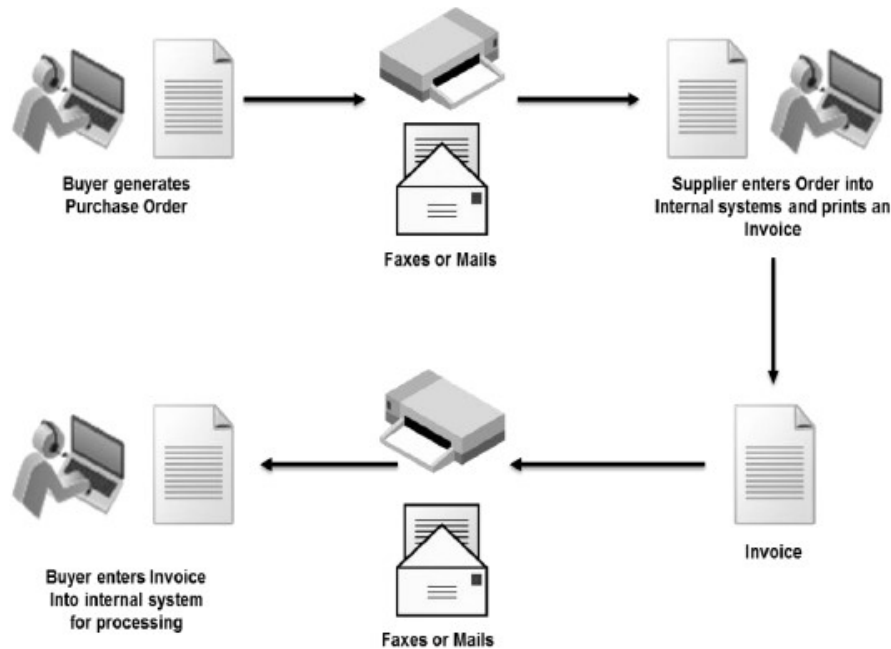 Buyer generates
Purchase Order
Faxes or Mails
Supplier enters Order into
Internal systems and prints an
Invoice
Invoice
Faxes or Mails
Buyer enters Invoice
Into internal system
for processing